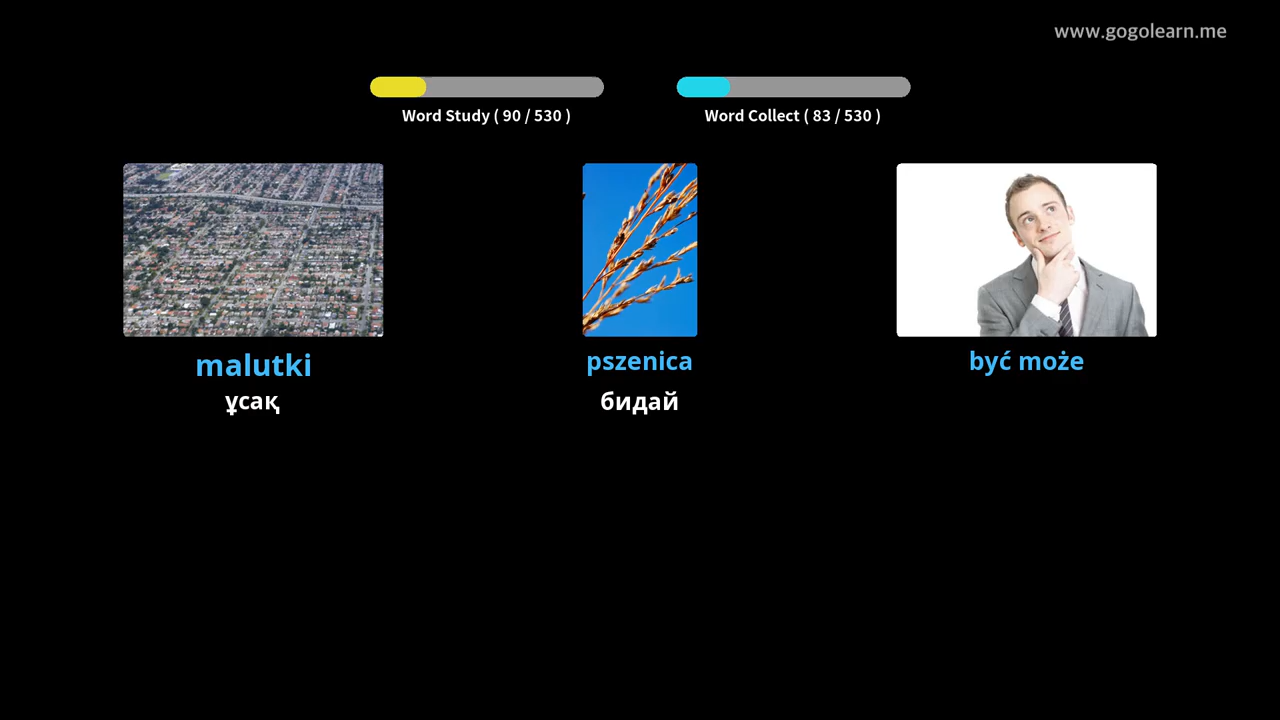 www.gogolearn.me
Word Study ( 90 / 530 )
Word Collect ( 83 / 530 )
malutki
ұсақ
pszenica
бидай
być może